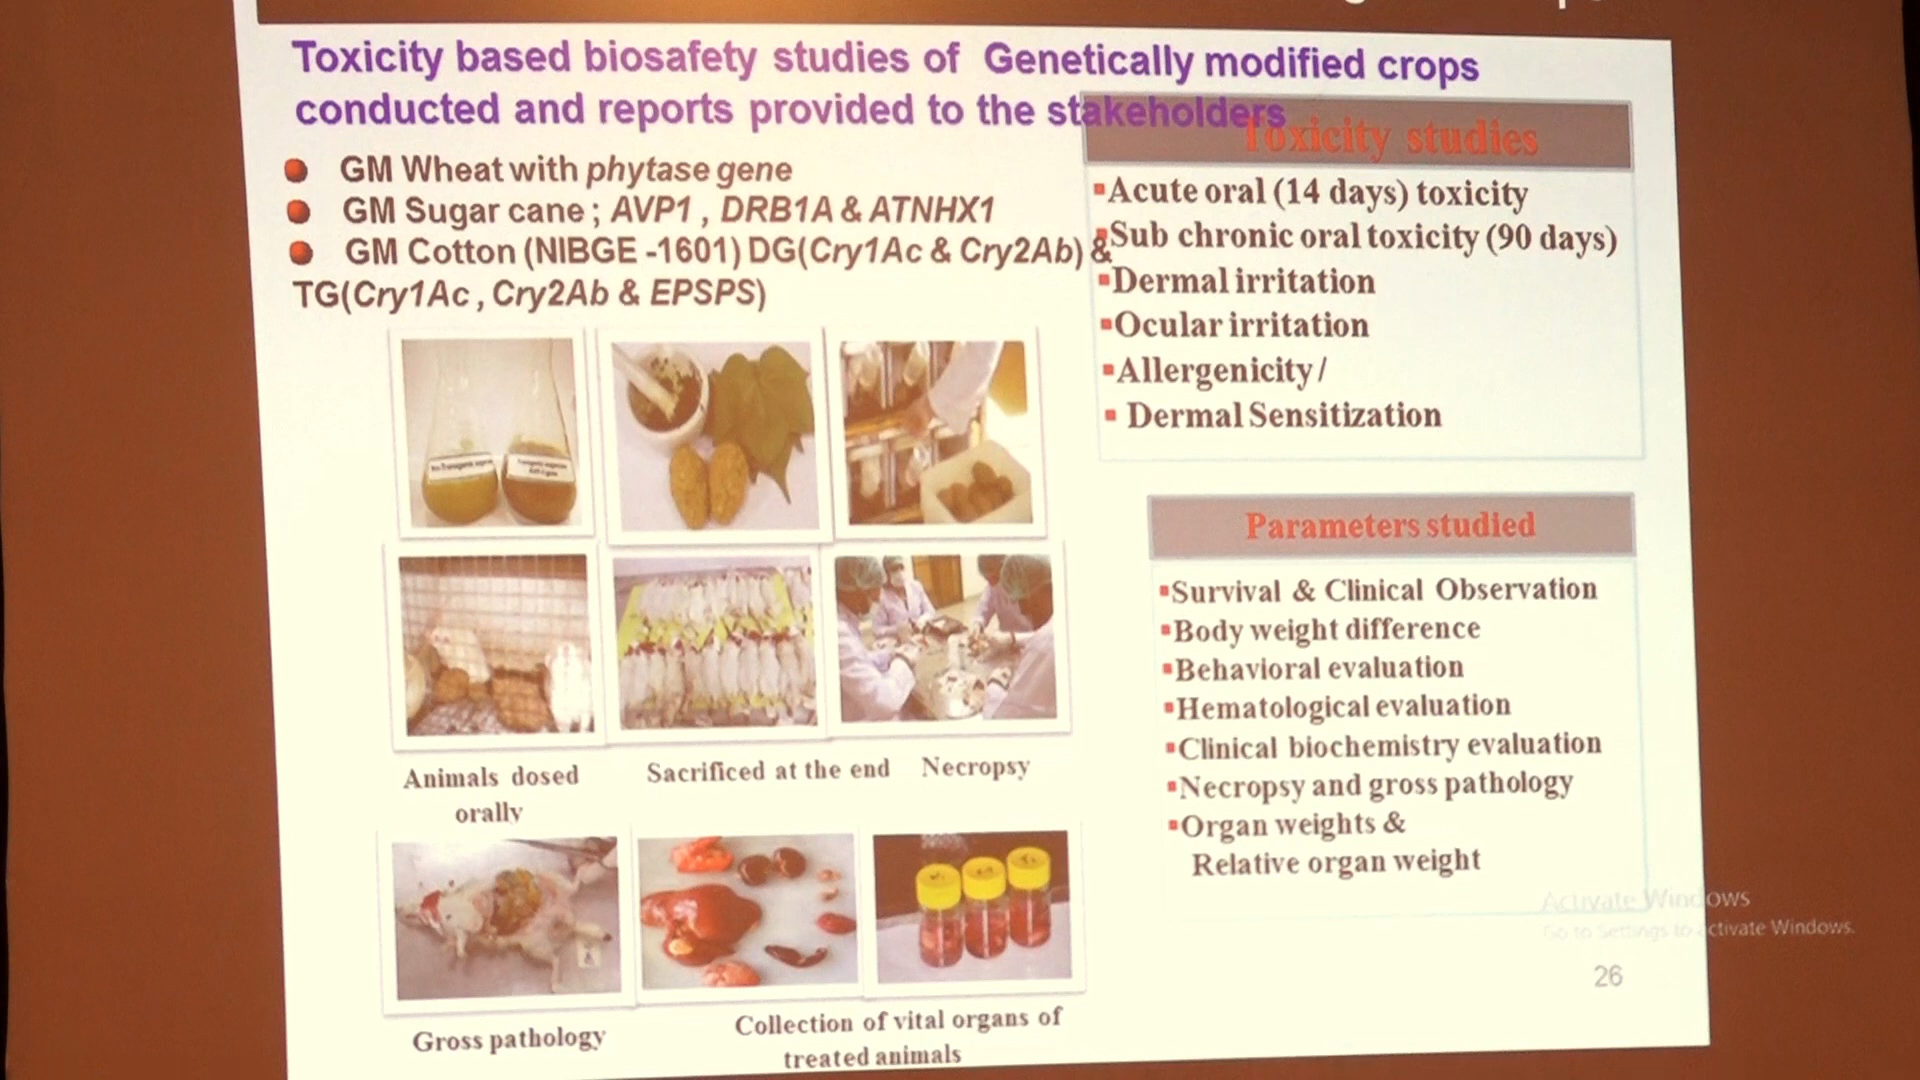 Toxicity based biosafety studies of Genetically modified crops
conducted and reports provided to the stakeholders
GM Wheat with phytase gene
GM Sugar cane ; AVP1 , DRB1A & ATNHX1
GM Cotton (NIBGE -1601) DG(Cry1Ac & Cry2Ab) &
TG(Cry1Ac , Cry2Ab & EPSPS)
Toxicity studies
Acute oral (14 days) toxicity
Sub chronic oral toxicity (90 days)
Dermal irritation
Ocular irritation
Allergenicity /
Dermal Sensitization
Parameters studied
Survival & Clinical Observation
Body weight difference
Behavioral evaluation
Hematological evaluation
Clinical biochemistry evaluation
Necropsy and gross pathology
Organ weights &
Relative organ weight
Animals dosed
orally
Sacrificed at the end
Necropsy
Gross pathology
Collection of vital organs of
treated animals
Activate Windows
Go to Settings to activate Windows.
26